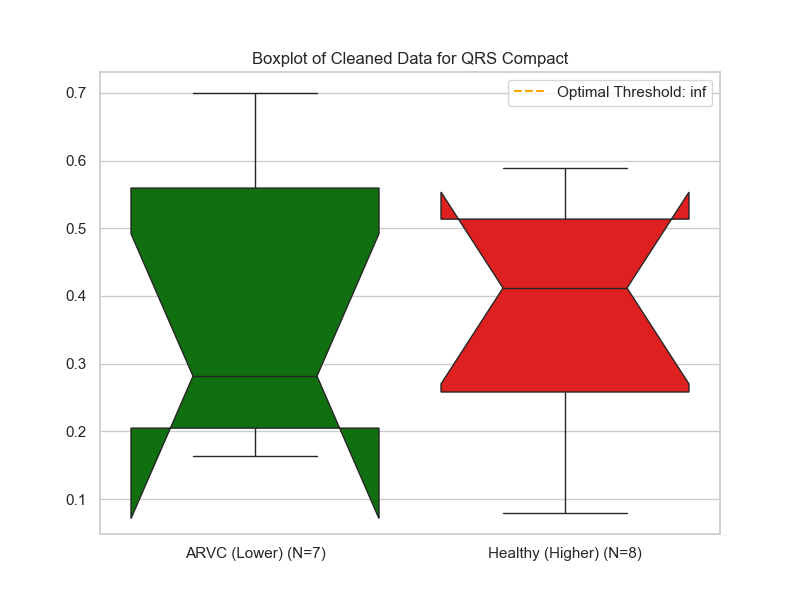 Boxplot of Cleaned Data for QRS Compact
Optimal Threshold: inf
0.7
0.6
0.5
0.4
0.3
0.2
0.1
ARVC (Lower) (N=7)
Healthy (Higher) (N=8)